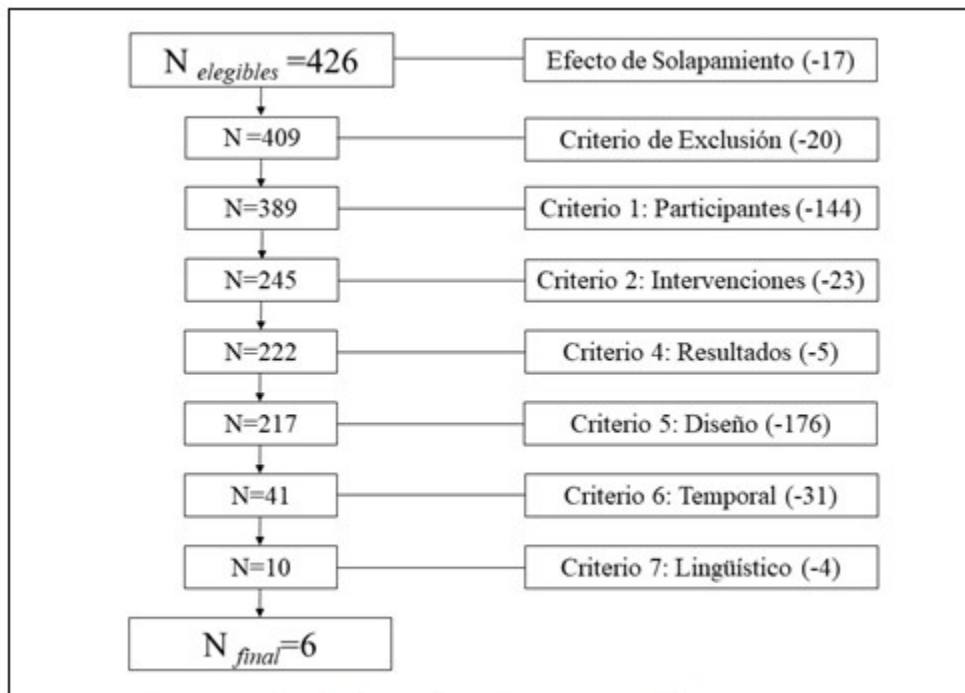 N elegibles =426
Efecto de Solapamiento (-17)
N =409
Criterio de Exclusión (-20)
N=389
Criterio 1: Participantes (-144)
N=245
Criterio 2: Intervenciones (-23)
N=222
Criterio 4: Resultados (-5)
N=217
Criterio 5: Diseño (-176)
N=41
Criterio 6: Temporal (-31)
N=10
Criterio 7: Lingüístico (-4)
N final=6